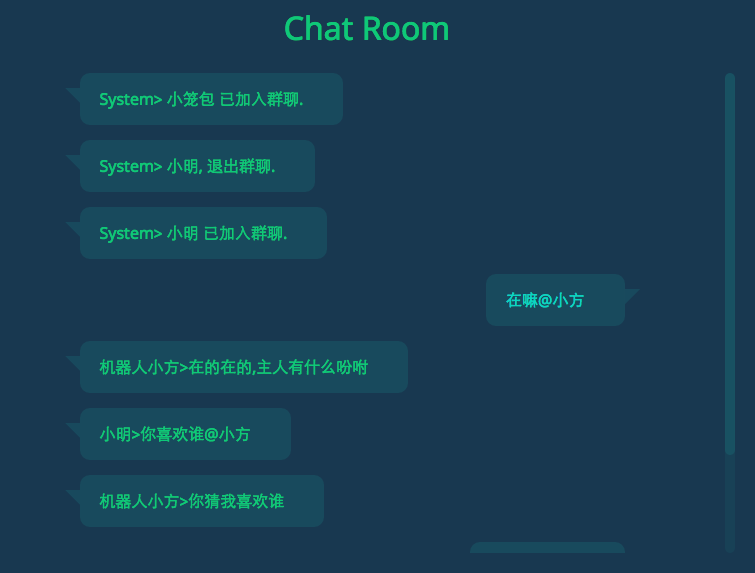 Chat Room
System> 小笼包 已加入群聊.
System> 小明, 退出群聊.
System> 小明 已加入群聊.
在嘛@小方
机器人小方>在的在的,主人有什么吩咐
小明>你喜欢谁@小方
机器人小方>你猜我喜欢谁